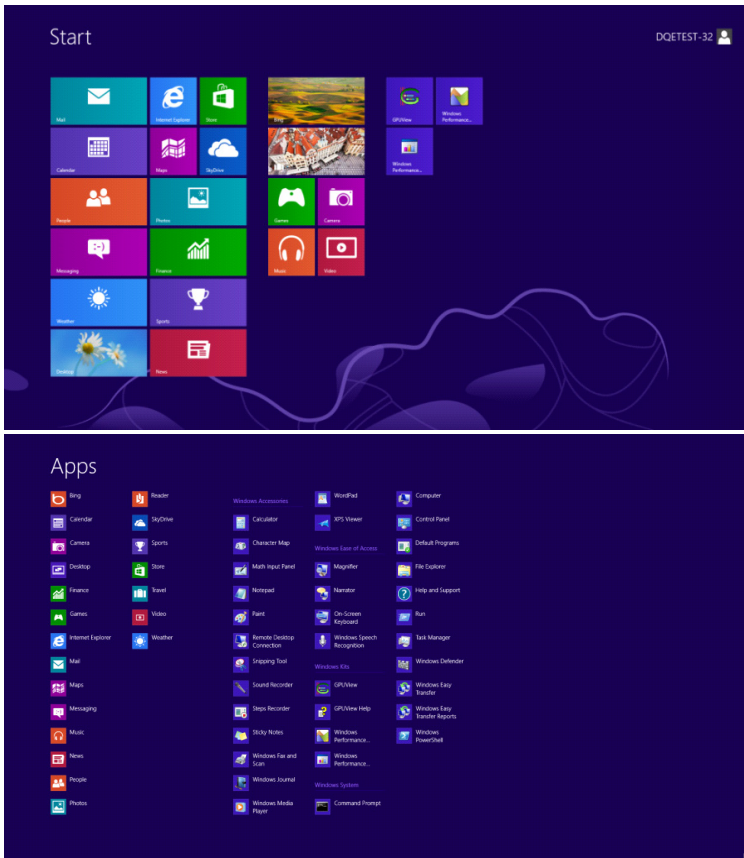 Start
DQETEST-32
Mail
Internet Explorer
Store
Calendar
Maps
SkyDrive
People
Photos
Messaging
Finance
Weather
Sports
Desktop
News
Bing
Games
Camera
Music
Video
GPUView
Windows
Performance...
Windows
Performance...
Apps
Bing
Calendar
Camera
Desktop
Finance
Games
Internet Explorer
Mail
Maps
Messaging
Music
News
People
Photos
Reader
SkyDrive
Sports
Store
Travel
Video
Weather
Windows Accessories
Calculator
Character Map
Math Input Panel
Notepad
Paint
Remote Desktop
Connection
Snipping Tool
Sound Recorder
Steps Recorder
Sticky Notes
Windows Fax and
Scan
Windows Journal
Windows Media
Player
WordPad
XPS Viewer
Windows Ease of Access
Magnifier
Narrator
On-Screen
Keyboard
Windows Speech
Recognition
Windows Kits
GPUView
GPUView Help
Windows
Performance...
Windows
Performance...
Windows System
Command Prompt
Computer
Control Panel
Default Programs
File Explorer
Help and Support
Run
Task Manager
Windows Defender
Windows Easy
Transfer
Windows Easy
Transfer Reports
Windows
PowerShell